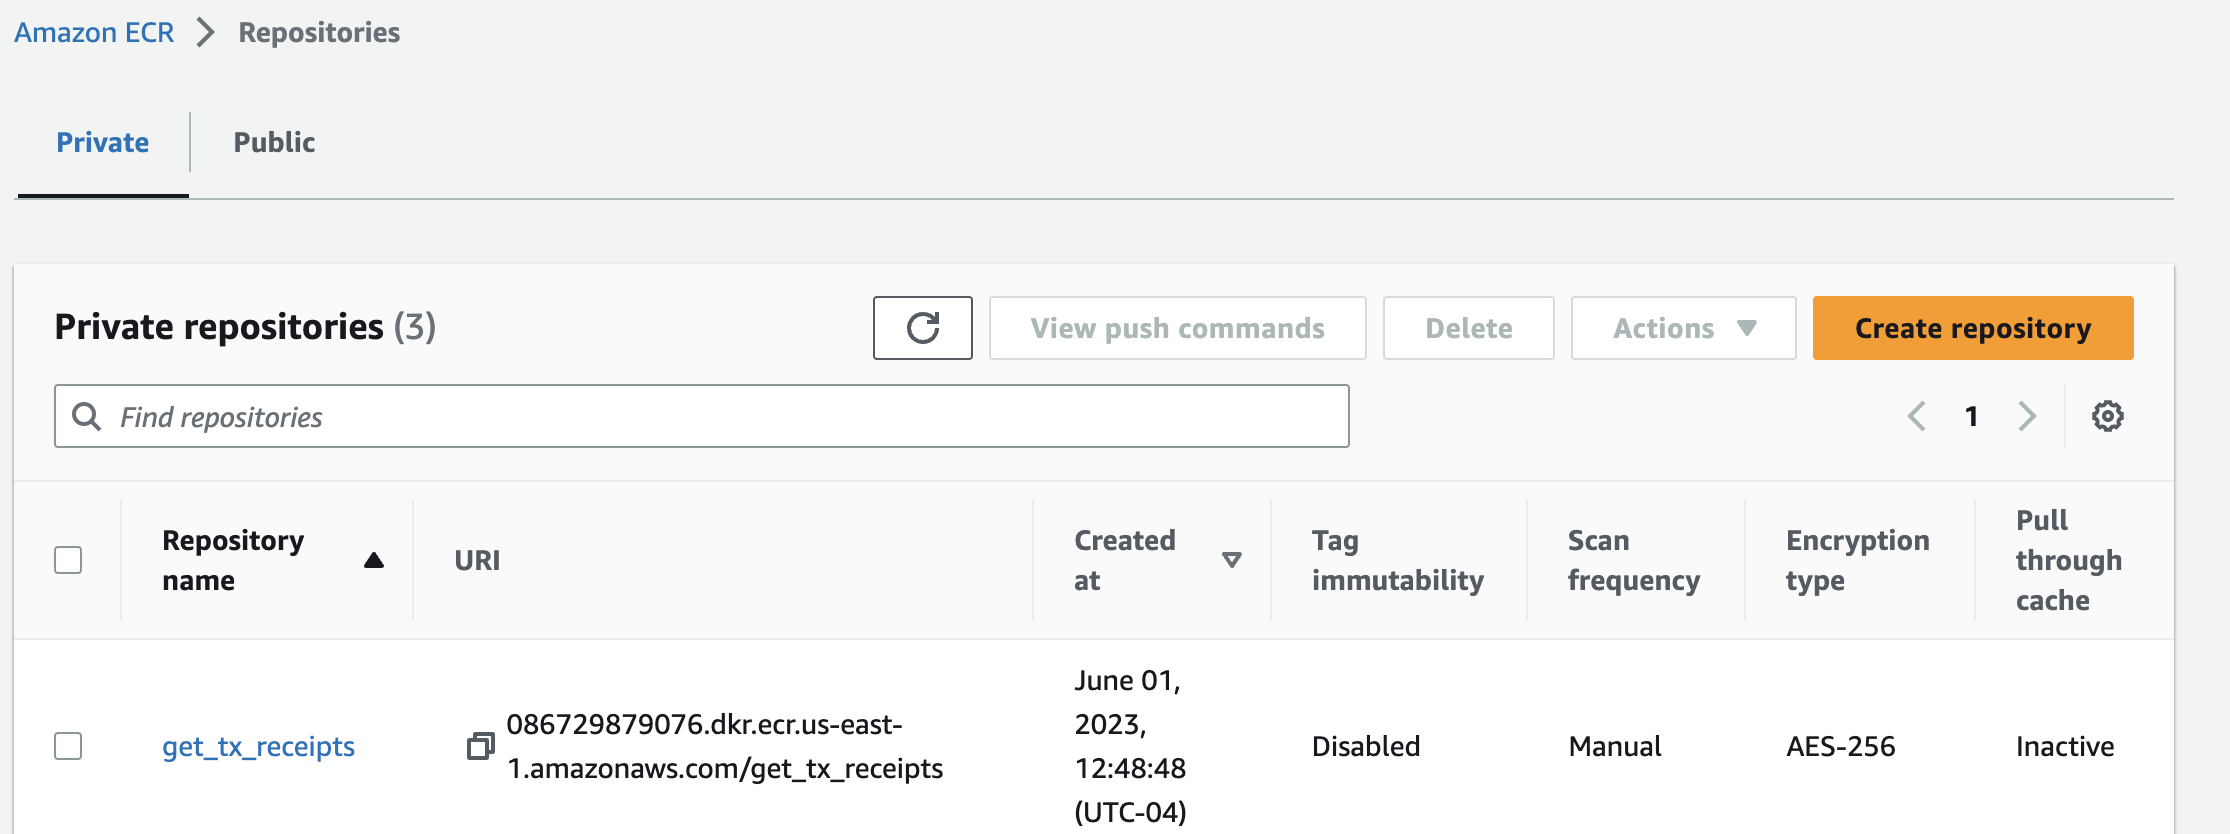 Amazon ECR > Repositories
Private
Public
Private repositories (3)
View push commands
Delete
Actions
Create repository
Find repositories
1
Repository
name
URI
Created
at
Tag
immutability
Scan
frequency
Encryption
type
Pull
through
cache
get_tx_receipts
086729879076.dkr.ecr.us-east-
1.amazonaws.com/get_tx_receipts
June 01,
2023,
12:48:48
(UTC-04)
Disabled
Manual
AES-256
Inactive